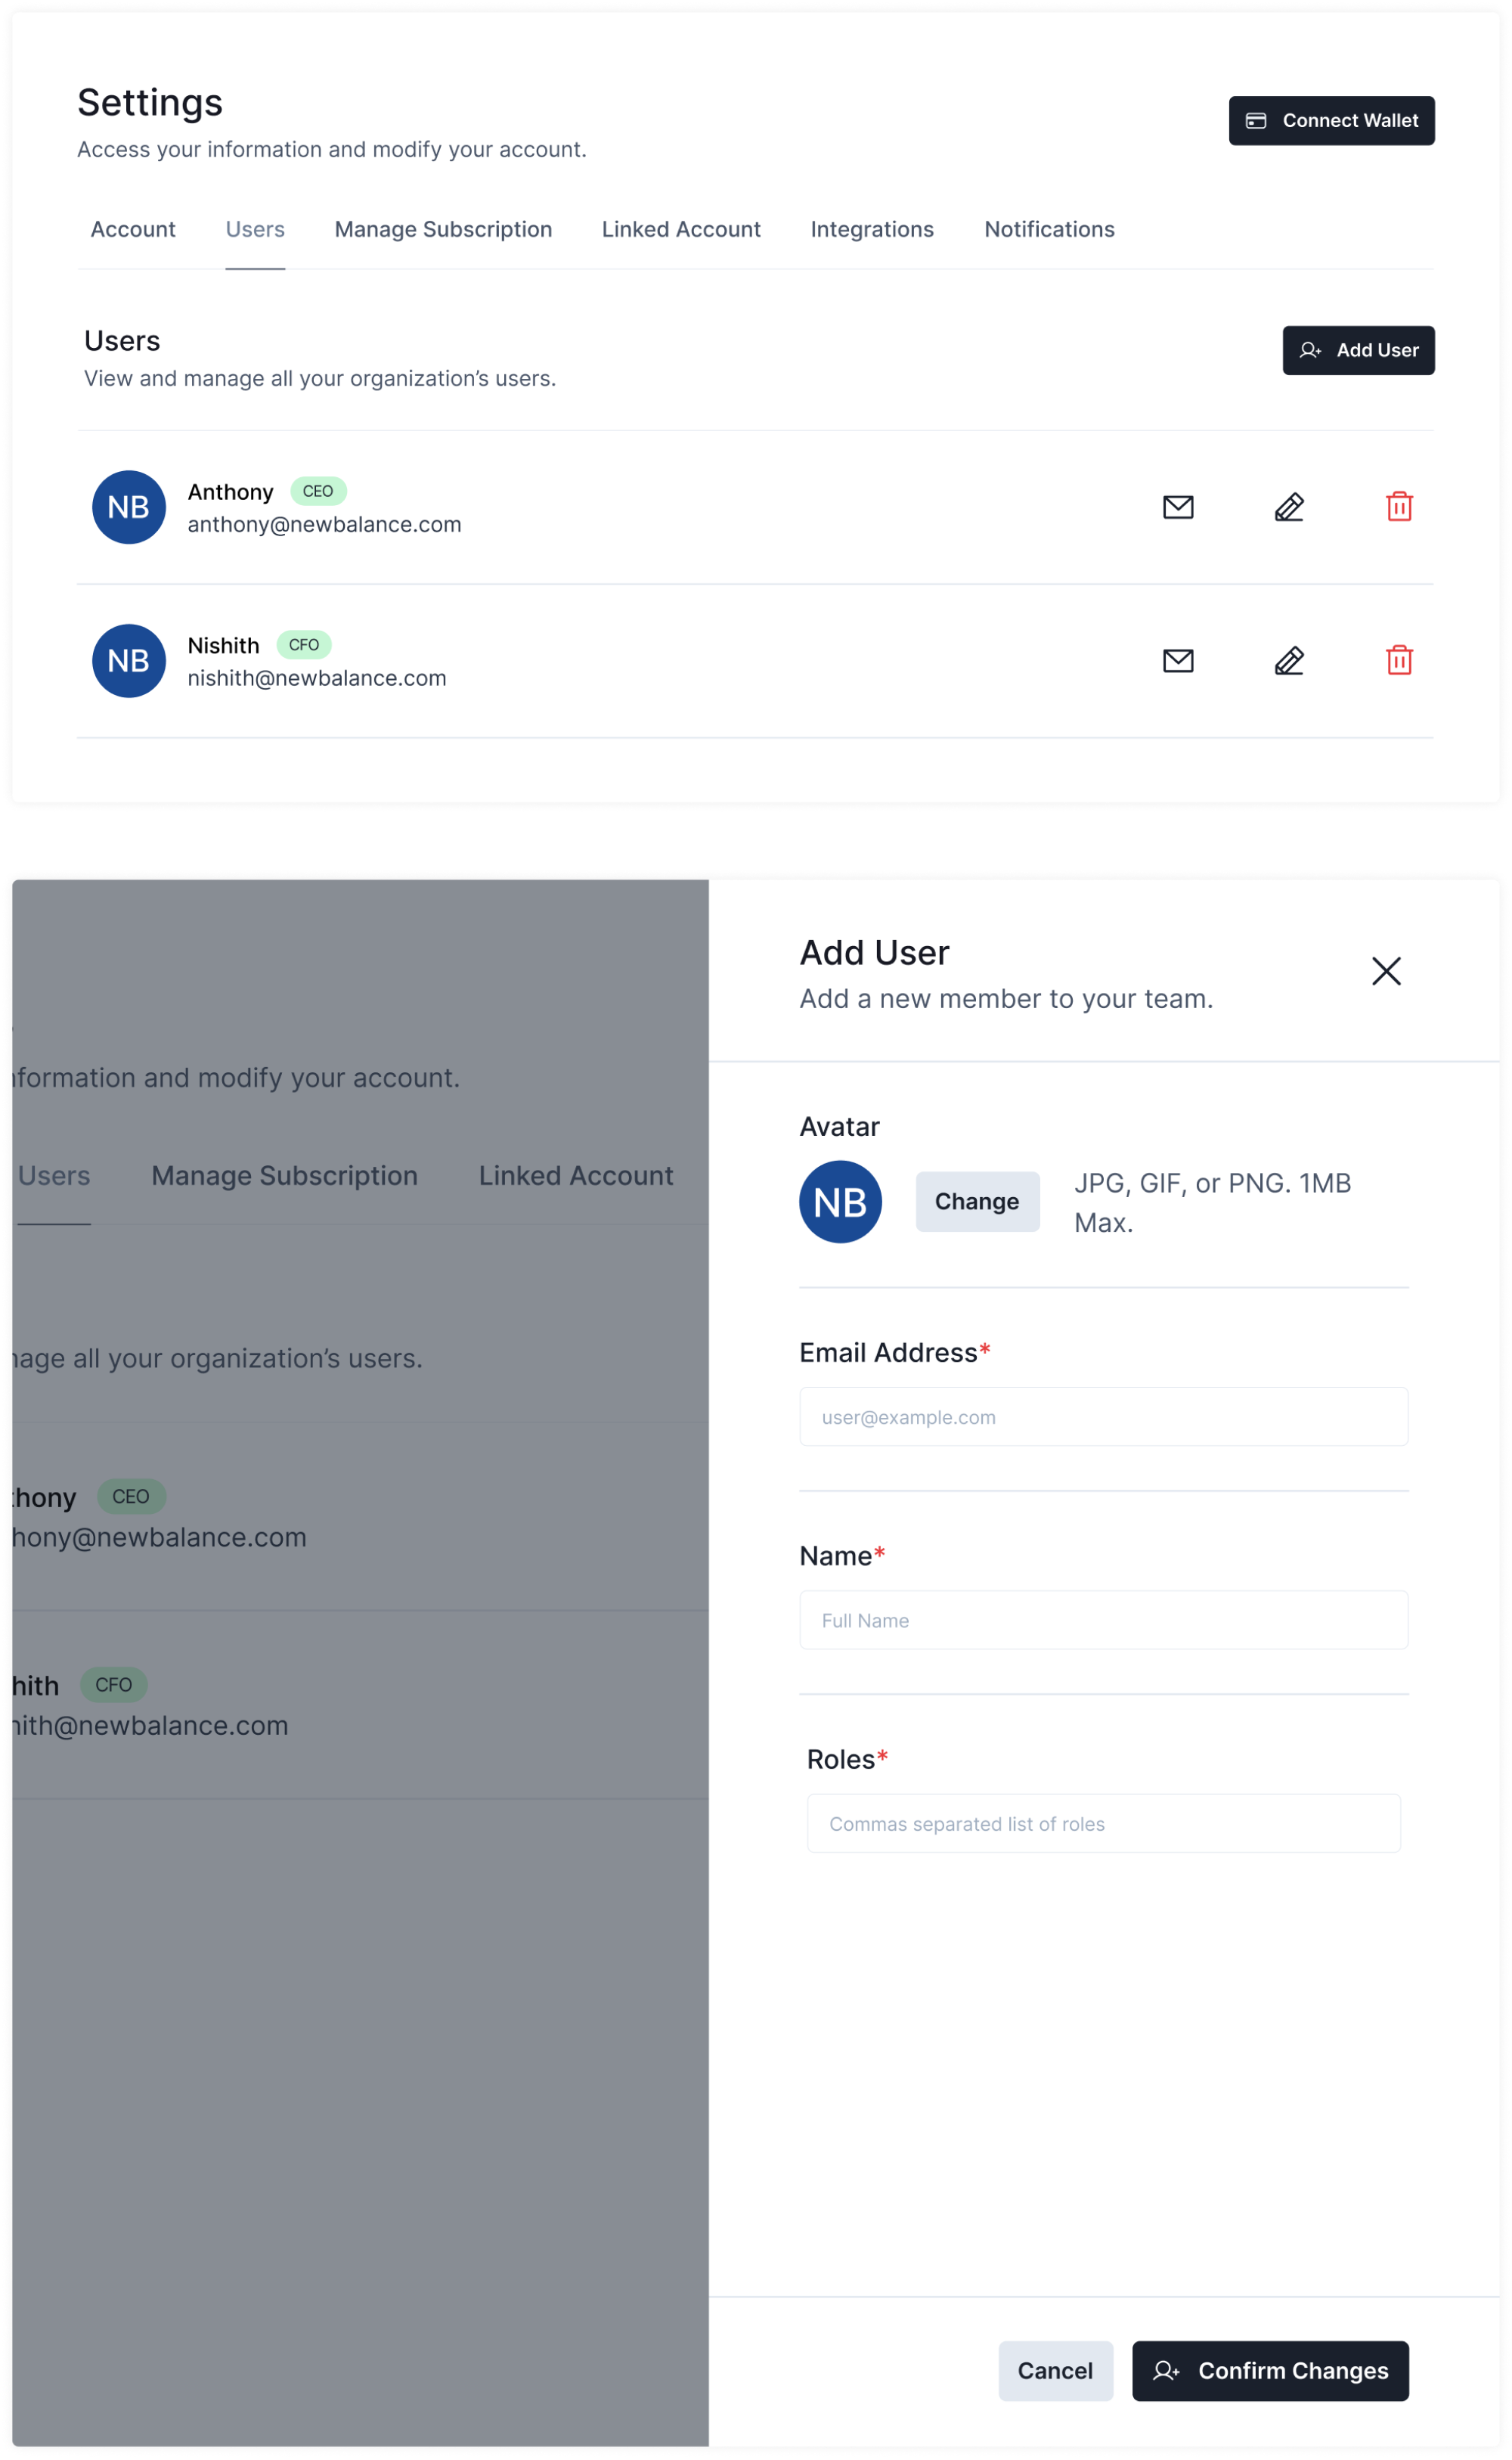 Settings
Connect Wallet
Access your information and modify your account.
Account Users Manage Subscription Linked Account Integrations Notifications
Users
Add User
View and manage all your organization’s users.
NB
Anthony CEO
anthony@newbalance.com
NB
Nishith CFO
nishith@newbalance.com
nformation and modify your account.
Users Manage Subscription Linked Account
nage all your organization’s users.
thony CEO
hony@newbalance.com
hith CFO
nith@newbalance.com
Add User
Add a new member to your team.
Avatar
NB
Change
JPG, GIF, or PNG. 1MB
Max.
Email Address*
user@example.com
Name*
Full Name
Roles*
Commas separated list of roles
Cancel
Confirm Changes